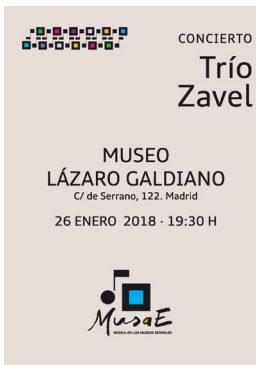 CONCIERTO
Trío
Zavel
MUSEO
LÁZARO GALDIANO
C/ de Serrano, 122. Madrid
26 ENERO 2018 · 19:30 H
MusaE
MÚSICA EN LOS MUSEOS ESTATALES